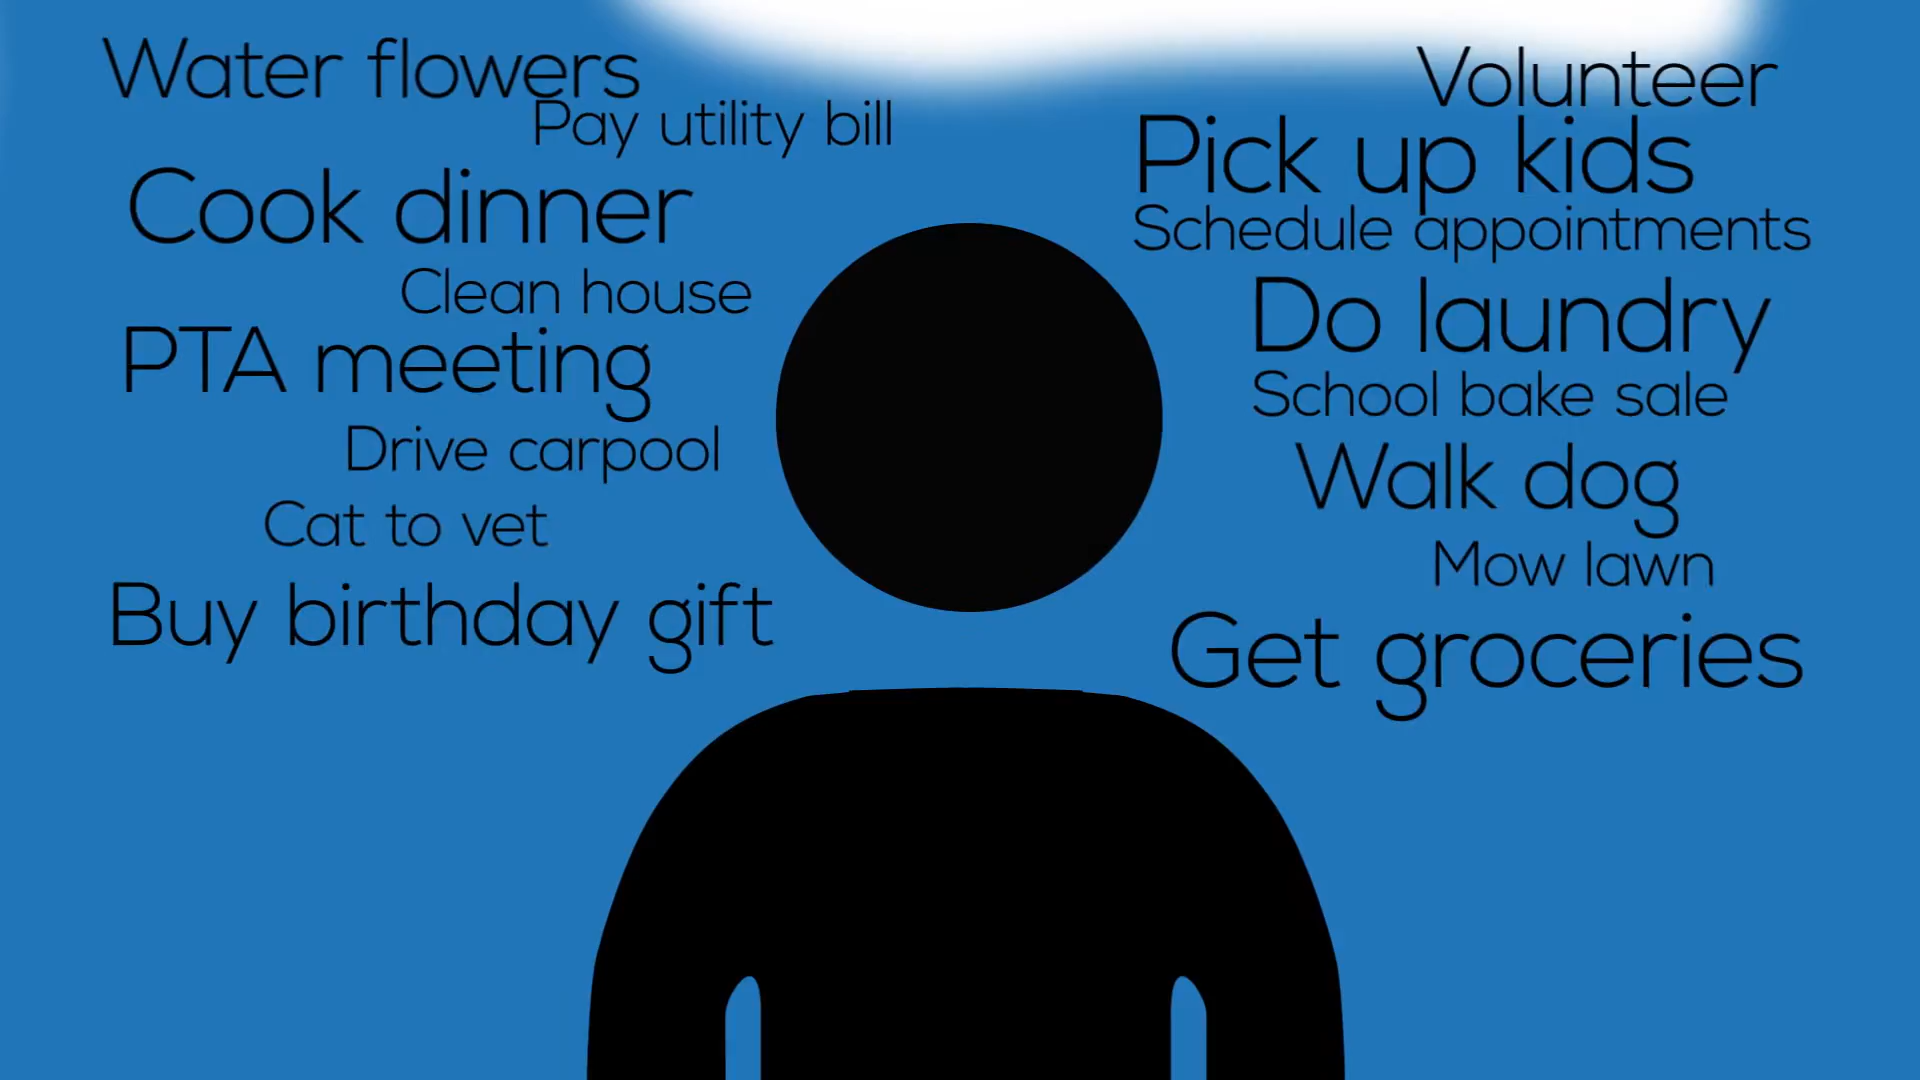 Water flowers
Pay utility bill
Cook dinner
Clean house
PTA meeting
Drive carpool
Cat to vet
Buy birthday gift
Volunteer
Pick up kids
Schedule appointments
Do laundry
School bake sale
Walk dog
Mow lawn
Get groceries